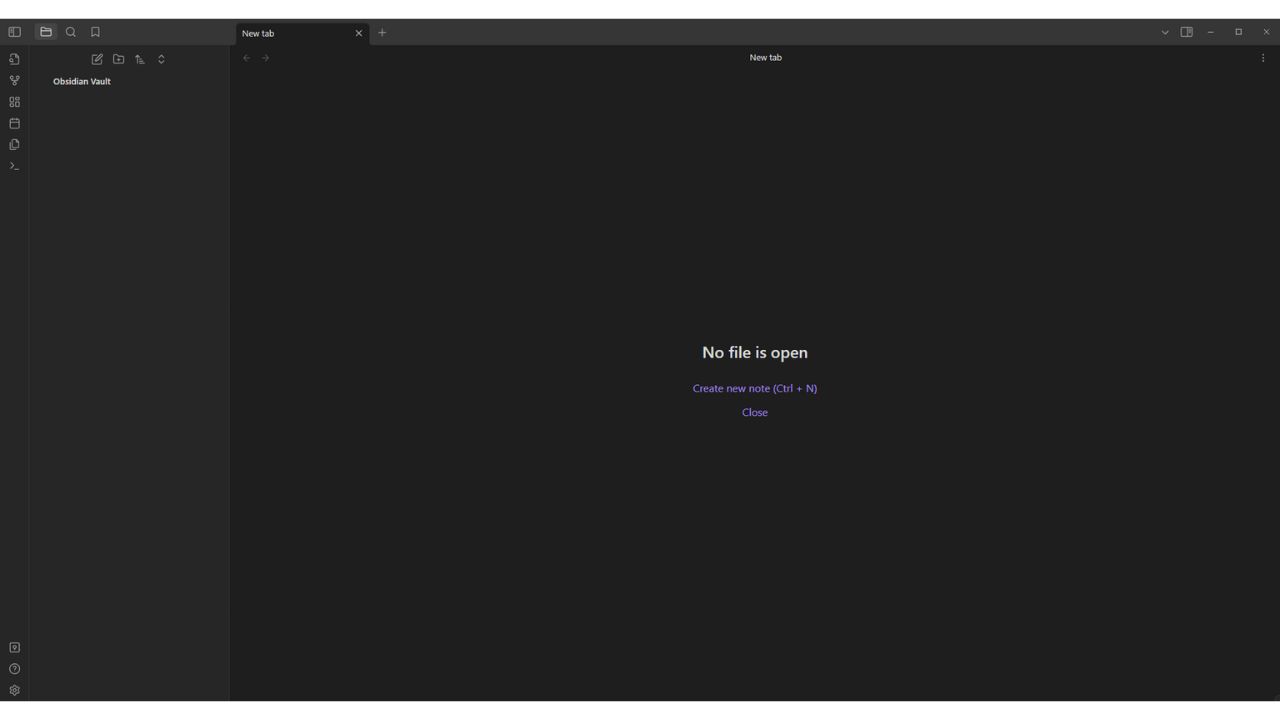 New tab
New tab
Obsidian Vault
No file is open
Create new note (Ctrl + N)
Close